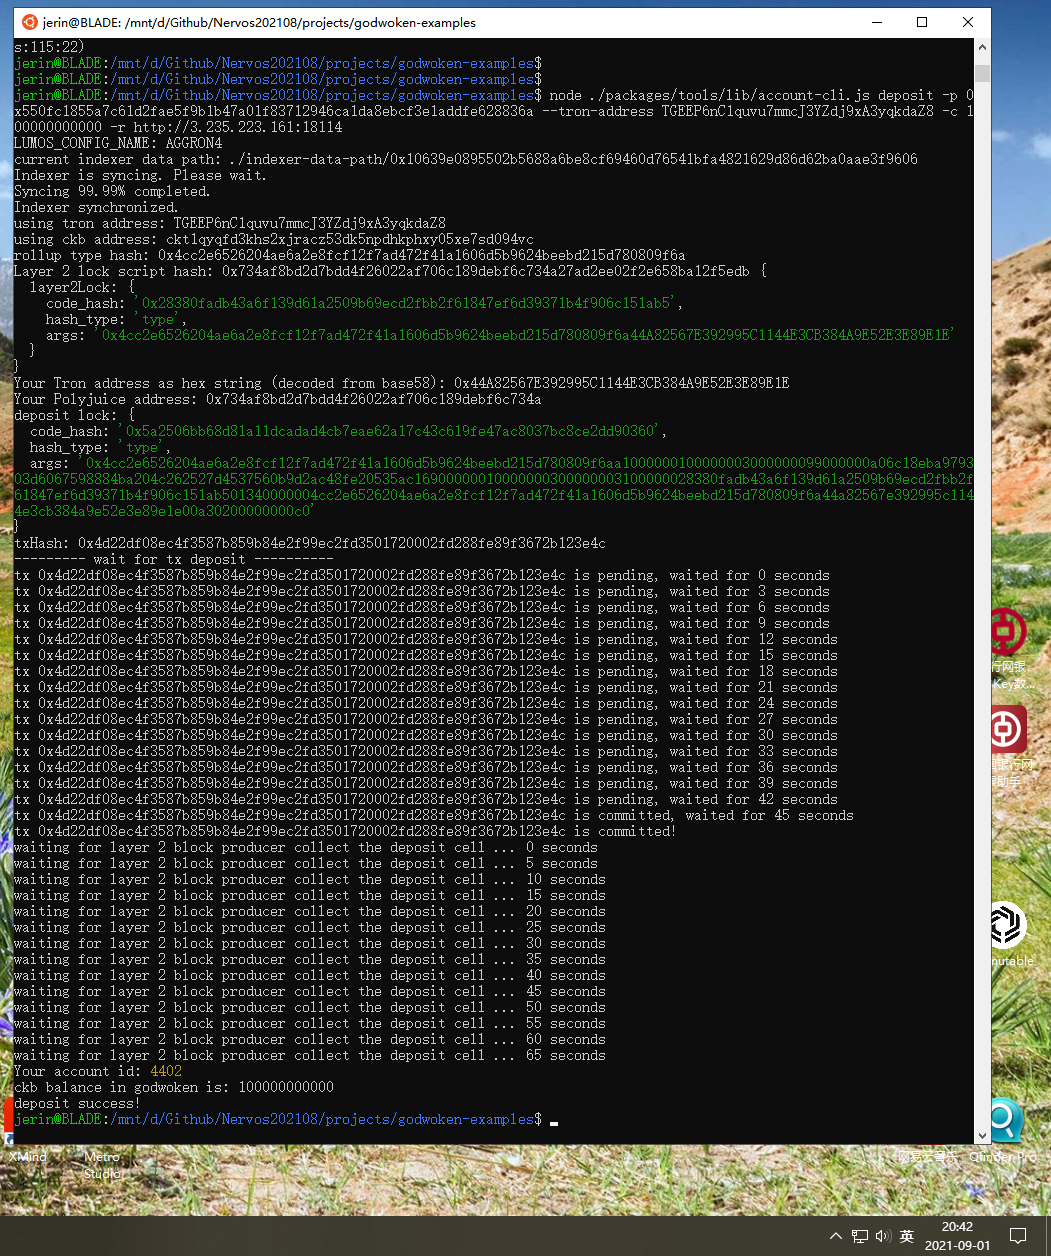 jerin@BLADE: /mnt/d/Github/Nervos202108/projects/godwoken-examples
s:115:22)
jerin@BLADE:/mnt/d/Github/Nervos202108/projects/godwoken-examples$
jerin@BLADE:/mnt/d/Github/Nervos202108/projects/godwoken-examples$
jerin@BLADE:/mnt/d/Github/Nervos202108/projects/godwoken-examples$ node ./packages/tools/lib/account-cli.js deposit -p 0
x550fc1855a7c61d2fae5f9b1b47a01f83712946ca1da8ebcf3e1addfe628836a --tron-address TGEEP6nC1quvu7mmcJ3YZdj9xA3yqkdaZ8 -c 1
00000000000 -r http://3.235.223.161:18114
LUMOS_CONFIG_NAME: AGGRON4
current indexer data path: ./indexer-data-path/0x10639e0895502b5688a6be8cf69460d76541bfa4821629d86d62ba0aae3f9606
Indexer is syncing. Please wait.
Syncing 99.99% completed.
Indexer synchronized.
using tron address: TGEEP6nC1quvu7mmcJ3YZdj9xA3yqkdaZ8
using ckb address: ckt1qyqfd3khs2xjracz53dk5npdhkphxy05xe7sd094vc
rollup type hash: 0x4cc2e6526204ae6a2e8fcf12f7ad472f41a1606d5b9624beebd215d780809f6a
Layer 2 lock script hash: 0x734af8bd2d7bdd4f26022af706c189debf6c734a27ad2ee02f2e658ba12f5edb {
layer2Lock: {
code_hash: '0x28380fadb43a6f139d61a2509b69ecd2fbb2f61847ef6d39371b4f906c151ab5',
hash_type: 'type',
args: '0x4cc2e6526204ae6a2e8fcf12f7ad472f41a1606d5b9624beebd215d780809f6a44A82567E392995C1144E3CB384A9E52E3E89E1E'
}
}
Your Tron address as hex string (decoded from base58): 0x44A82567E392995C1144E3CB384A9E52E3E89E1E
Your Polyjuice address: 0x734af8bd2d7bdd4f26022af706c189debf6c734a
deposit lock: {
code_hash: '0x5a2506bb68d81a11dcadad4cb7eae62a17c43c619fe47ac8037bc8ce2dd90360',
hash_type: 'type',
args: '0x4cc2e6526204ae6a2e8fcf12f7ad472f41a1606d5b9624beebd215d780809f6aa10000001000000030000000990000000a06c18eba9793
03d6067598884ba204c262527d4537560b9d2ac48fe20535ac1690000000100000003000000031000000028380fadb43a6f139d61a2509b69ecd2fbb2f
61847ef6d39371b4f906c151ab501340000004cc2e6526204ae6a2e8fcf12f7ad472f41a1606d5b9624beebd215d780809f6a44a82567e392995c114
4e3cb384a9e52e3e89e1e00a30200000000c0'
}
txHash: 0x4d22df08ec4f3587b859b84e2f99ec2fd3501720002fd288fe89f3672b123e4c
--------- wait for tx deposit ----------
tx 0x4d22df08ec4f3587b859b84e2f99ec2fd3501720002fd288fe89f3672b123e4c is pending, waited for 0 seconds
tx 0x4d22df08ec4f3587b859b84e2f99ec2fd3501720002fd288fe89f3672b123e4c is pending, waited for 3 seconds
tx 0x4d22df08ec4f3587b859b84e2f99ec2fd3501720002fd288fe89f3672b123e4c is pending, waited for 6 seconds
tx 0x4d22df08ec4f3587b859b84e2f99ec2fd3501720002fd288fe89f3672b123e4c is pending, waited for 9 seconds
tx 0x4d22df08ec4f3587b859b84e2f99ec2fd3501720002fd288fe89f3672b123e4c is pending, waited for 12 seconds
tx 0x4d22df08ec4f3587b859b84e2f99ec2fd3501720002fd288fe89f3672b123e4c is pending, waited for 15 seconds
tx 0x4d22df08ec4f3587b859b84e2f99ec2fd3501720002fd288fe89f3672b123e4c is pending, waited for 18 seconds
tx 0x4d22df08ec4f3587b859b84e2f99ec2fd3501720002fd288fe89f3672b123e4c is pending, waited for 21 seconds
tx 0x4d22df08ec4f3587b859b84e2f99ec2fd3501720002fd288fe89f3672b123e4c is pending, waited for 24 seconds
tx 0x4d22df08ec4f3587b859b84e2f99ec2fd3501720002fd288fe89f3672b123e4c is pending, waited for 27 seconds
tx 0x4d22df08ec4f3587b859b84e2f99ec2fd3501720002fd288fe89f3672b123e4c is pending, waited for 30 seconds
tx 0x4d22df08ec4f3587b859b84e2f99ec2fd3501720002fd288fe89f3672b123e4c is pending, waited for 33 seconds
tx 0x4d22df08ec4f3587b859b84e2f99ec2fd3501720002fd288fe89f3672b123e4c is pending, waited for 36 seconds
tx 0x4d22df08ec4f3587b859b84e2f99ec2fd3501720002fd288fe89f3672b123e4c is pending, waited for 39 seconds
tx 0x4d22df08ec4f3587b859b84e2f99ec2fd3501720002fd288fe89f3672b123e4c is pending, waited for 42 seconds
tx 0x4d22df08ec4f3587b859b84e2f99ec2fd3501720002fd288fe89f3672b123e4c is committed, waited for 45 seconds
tx 0x4d22df08ec4f3587b859b84e2f99ec2fd3501720002fd288fe89f3672b123e4c is committed!
waiting for layer 2 block producer collect the deposit cell ... 0 seconds
waiting for layer 2 block producer collect the deposit cell ... 5 seconds
waiting for layer 2 block producer collect the deposit cell ... 10 seconds
waiting for layer 2 block producer collect the deposit cell ... 15 seconds
waiting for layer 2 block producer collect the deposit cell ... 20 seconds
waiting for layer 2 block producer collect the deposit cell ... 25 seconds
waiting for layer 2 block producer collect the deposit cell ... 30 seconds
waiting for layer 2 block producer collect the deposit cell ... 35 seconds
waiting for layer 2 block producer collect the deposit cell ... 40 seconds
waiting for layer 2 block producer collect the deposit cell ... 45 seconds
waiting for layer 2 block producer collect the deposit cell ... 50 seconds
waiting for layer 2 block producer collect the deposit cell ... 55 seconds
waiting for layer 2 block producer collect the deposit cell ... 60 seconds
waiting for layer 2 block producer collect the deposit cell ... 65 seconds
Your account id: 4402
ckb balance in godwoken is: 100000000000
deposit success!
jerin@BLADE:/mnt/d/Github/Nervos202108/projects/godwoken-examples$
行网银
Key数...
银行网
助手
utable
XMind
Metro
Studio
网易云音乐
Qfinder Pro
英
20:42
2021-09-01